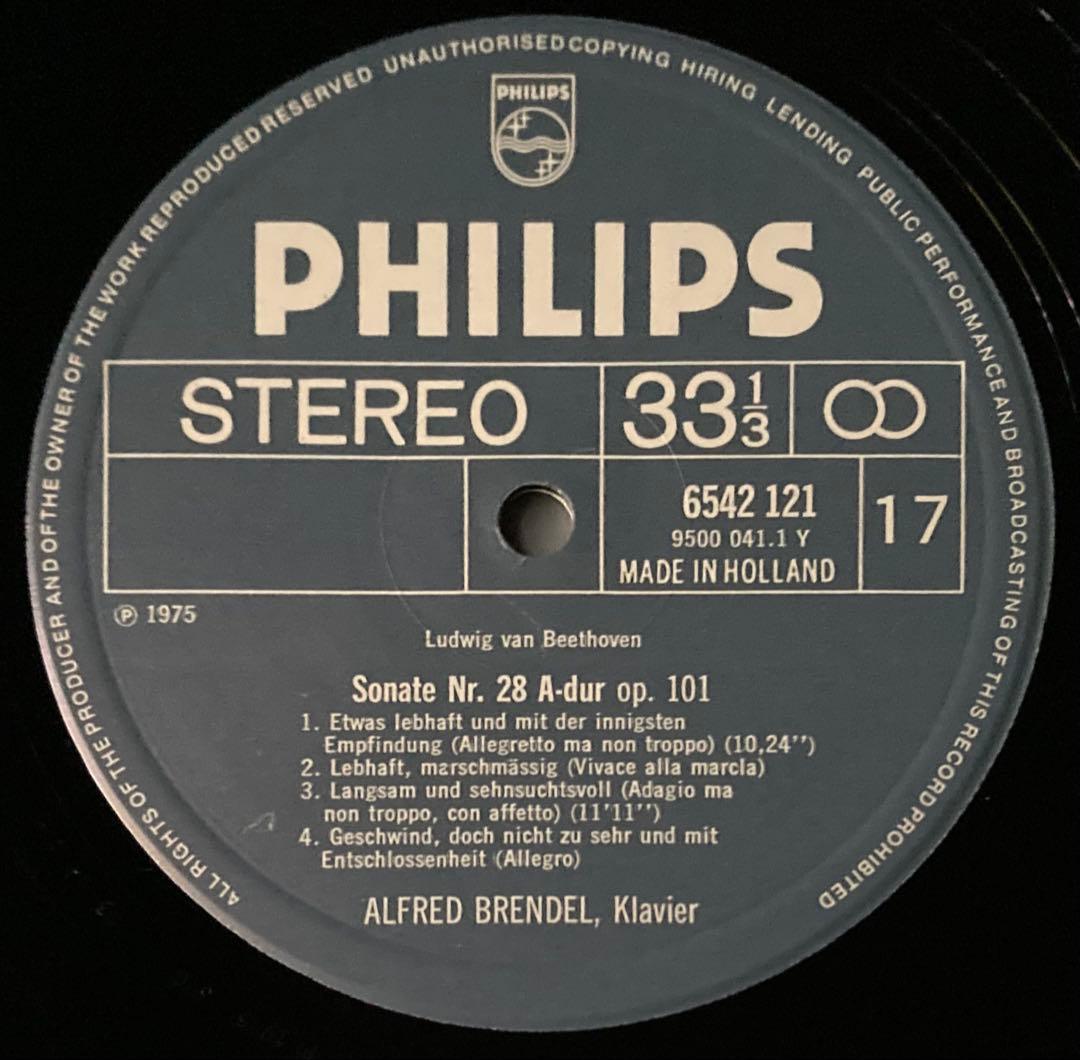 ALL RIGHTS OF THE PRODUCER AND OF THE OWNER OF THE WORK REPRODUCED RESERVED UNAUTHORISED COPYING HIRING LENDING PUBLIC PERFORMANCE AND BROADCASTING OF THIS RECORD PROHIBITED
PHILIPS
PHILIPS
STEREO 33 1/3
6542 121
9500 041.1 Y
MADE IN HOLLAND
17
℗ 1975
Ludwig van Beethoven
Sonate Nr. 28 A-dur op. 101
1. Etwas lebhaft und mit der innigsten
Empfindung (Allegretto ma non troppo) (10,24'')
2. Lebhaft, marschmässig (Vivace alla marcla)
3. Langsam und sehnsuchtsvoll (Adagio ma
non troppo, con affetto) (11'11'')
4. Geschwind, doch nicht zu sehr und mit
Entschlossenheit (Allegro)
ALFRED BRENDEL, Klavier